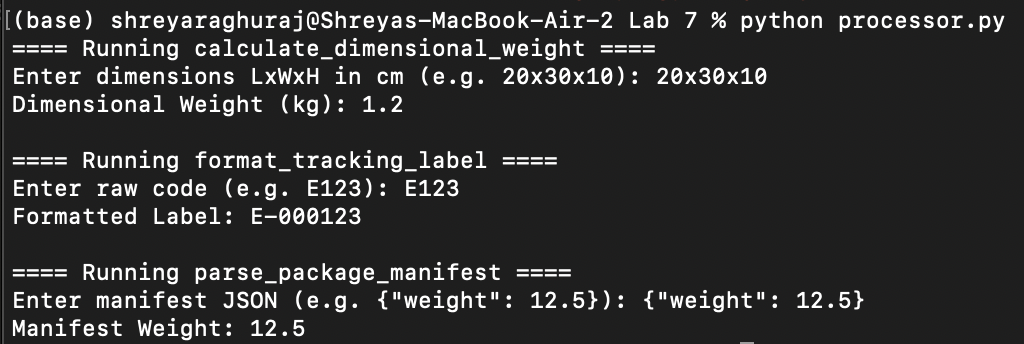 [(base) shreyaraghuraj@Shreyas-MacBook-Air-2 Lab 7 % python processor.py
==== Running calculate_dimensional_weight ====
Enter dimensions LxWxH in cm (e.g. 20x30x10): 20x30x10
Dimensional Weight (kg): 1.2

==== Running format_tracking_label ====
Enter raw code (e.g. E123): E123
Formatted Label: E-000123

==== Running parse_package_manifest ====
Enter manifest JSON (e.g. {"weight": 12.5}): {"weight": 12.5}
Manifest Weight: 12.5